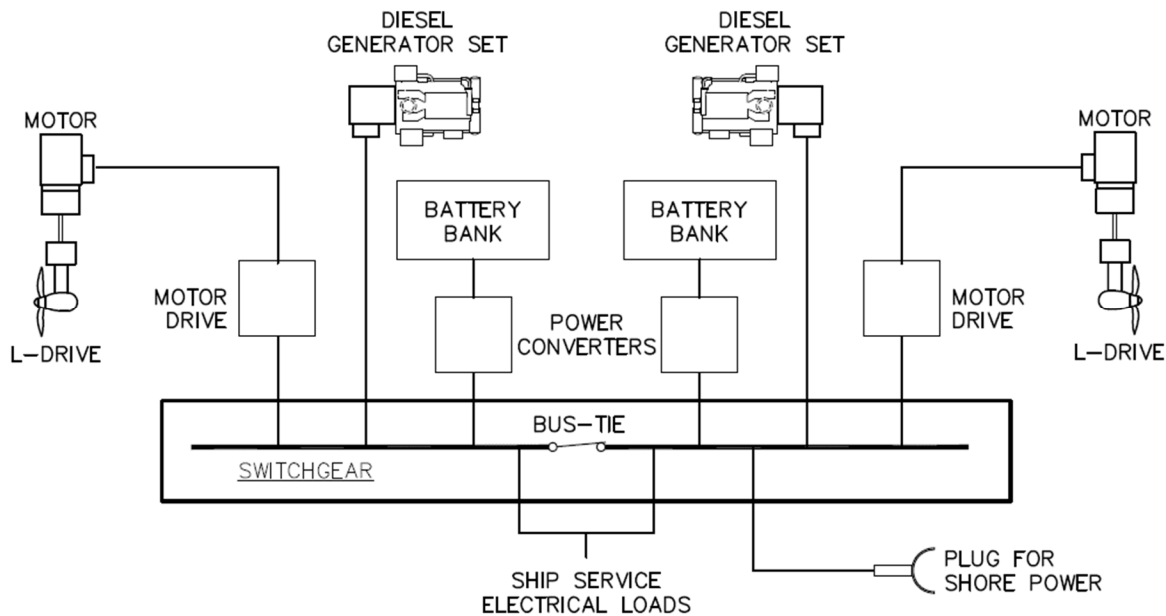 DIESEL
GENERATOR SET
DIESEL
GENERATOR SET
MOTOR
MOTOR
BATTERY
BANK
BATTERY
BANK
MOTOR
DRIVE
POWER
CONVERTERS
MOTOR
DRIVE
L-DRIVE
L-DRIVE
BUS-TIE
SWITCHGEAR
SHIP SERVICE
ELECTRICAL LOADS
PLUG FOR
SHORE POWER